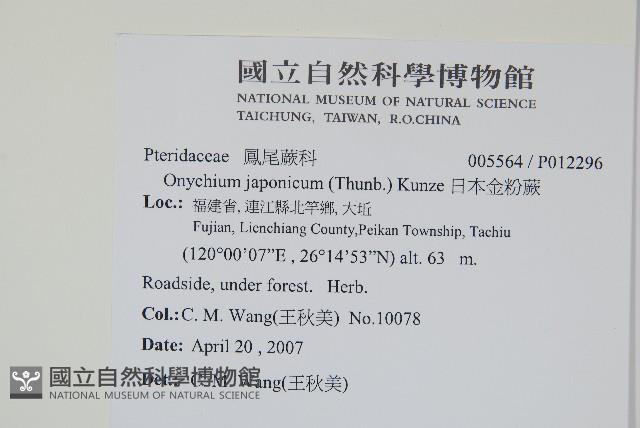 國立自然科學博物館
NATIONAL MUSEUM OF NATURAL SCIENCE
TAICHUNG, TAIWAN, R.O.CHINA
Pteridaceae 鳳尾蕨科 005564 / P012296
Onychium japonicum (Thunb.) Kunze 日本金粉蕨
Loc.: 福建省, 連江縣北竿鄉, 大坵
Fujian, Lienchiang County,Peikan Township, Tachiu
(120°00'07”E , 26°14'53”N) alt. 63 m.
Roadside, under forest. Herb.
Col.: C. M. Wang(王秋美) No.10078
Date: April 20 , 2007
Det.: C. M. Wang(王秋美)
國立自然科學博物館
NATIONAL MUSEUM OF NATURAL SCIENCE